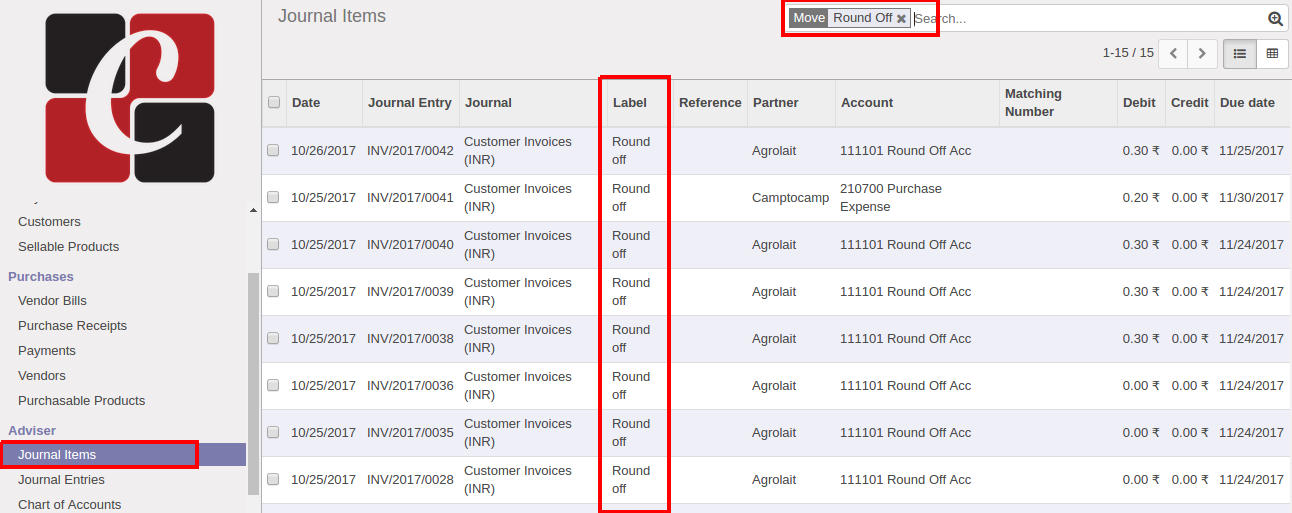 Journal Items
Move Round Off Search...
1-15 / 15
Customers
Sellable Products
Purchases
Vendor Bills
Purchase Receipts
Payments
Vendors
Purchasable Products
Adviser
Journal Items
Journal Entries
Chart of Accounts
Date Journal Entry Journal Label Reference Partner Account Matching Number Debit Credit Due date
10/26/2017 INV/2017/0042 Customer Invoices (INR) Round off Agrolait 111101 Round Off Acc 0.30 ₹ 0.00 ₹ 11/25/2017
10/25/2017 INV/2017/0041 Customer Invoices (INR) Round off Camptocamp 210700 Purchase Expense 0.20 ₹ 0.00 ₹ 11/30/2017
10/25/2017 INV/2017/0040 Customer Invoices (INR) Round off Agrolait 111101 Round Off Acc 0.30 ₹ 0.00 ₹ 11/24/2017
10/25/2017 INV/2017/0039 Customer Invoices (INR) Round off Agrolait 111101 Round Off Acc 0.30 ₹ 0.00 ₹ 11/24/2017
10/25/2017 INV/2017/0038 Customer Invoices (INR) Round off Agrolait 111101 Round Off Acc 0.30 ₹ 0.00 ₹ 11/24/2017
10/25/2017 INV/2017/0036 Customer Invoices (INR) Round off Agrolait 111101 Round Off Acc 0.00 ₹ 0.00 ₹ 11/24/2017
10/25/2017 INV/2017/0035 Customer Invoices (INR) Round off Agrolait 111101 Round Off Acc 0.00 ₹ 0.00 ₹ 11/24/2017
10/25/2017 INV/2017/0028 Customer Invoices (INR) Round off Agrolait 111101 Round Off Acc 0.00 ₹ 0.00 ₹ 11/24/2017